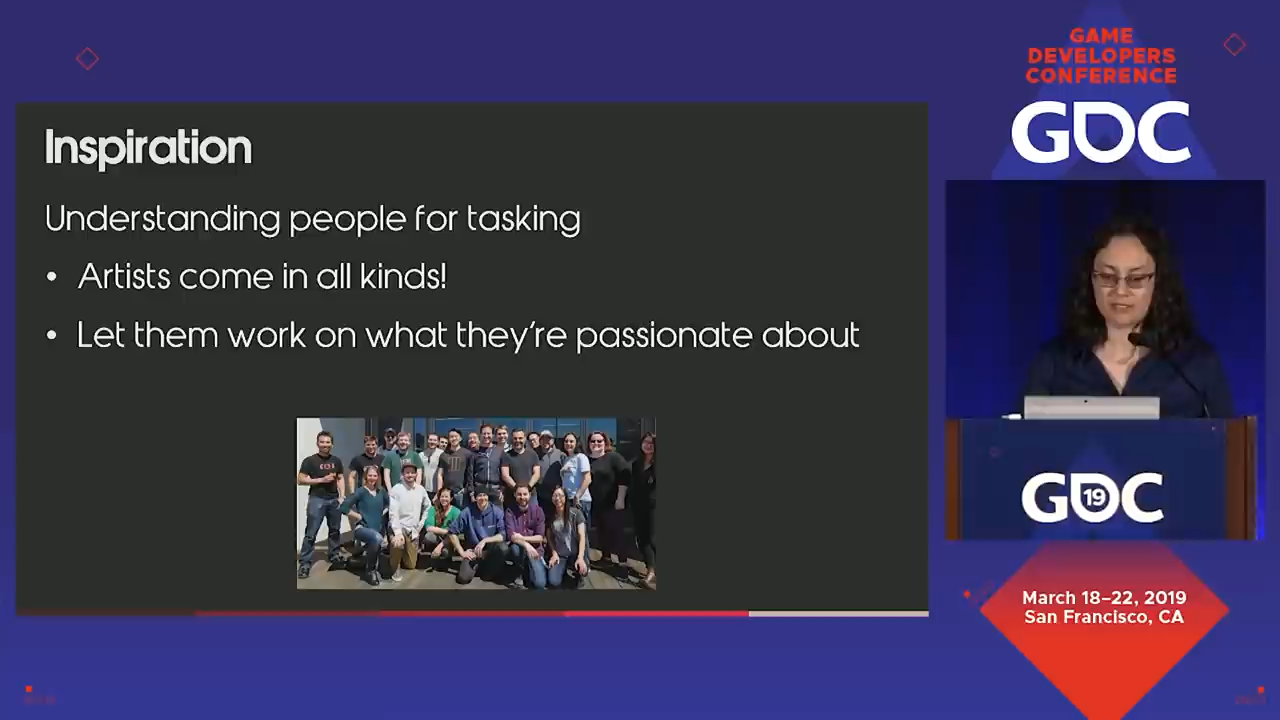 GAME
DEVELOPERS
CONFERENCE
GDC
Inspiration
Understanding people for tasking
• Artists come in all kinds!
• Let them work on what they're passionate about
GDC
19
March 18–22, 2019
San Francisco, CA